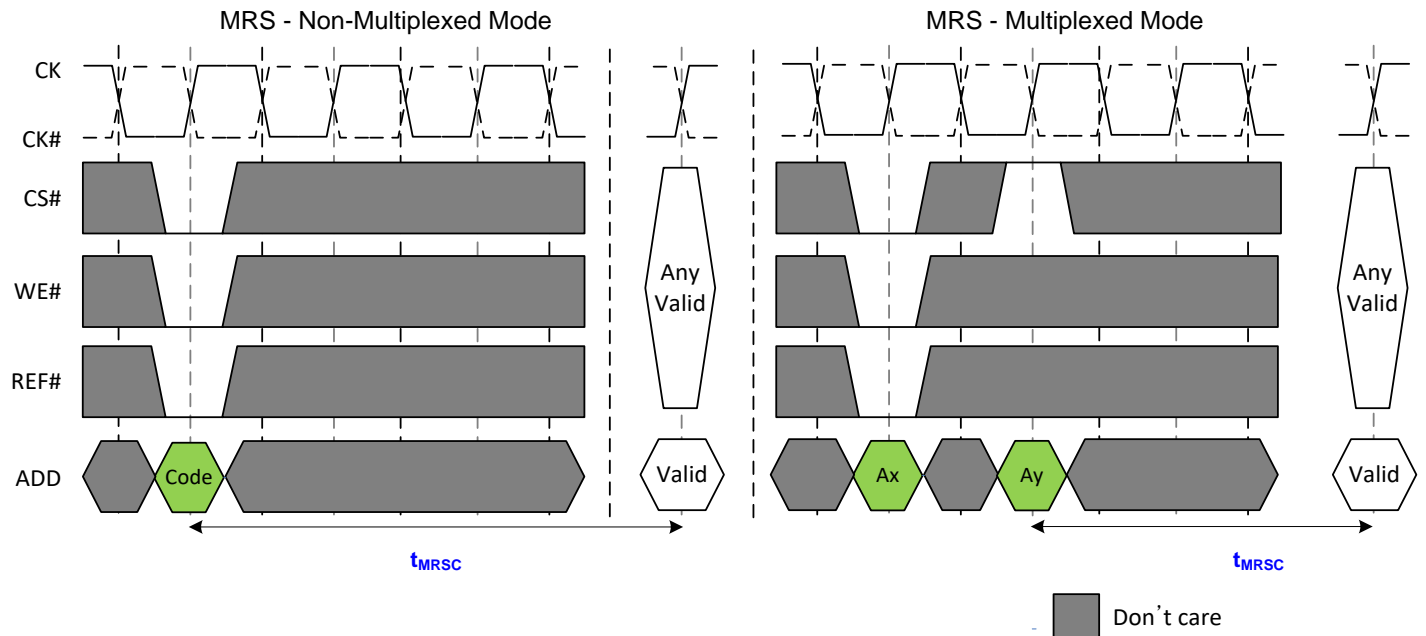 MRS - Non-Multiplexed Mode
MRS - Multiplexed Mode
CK
CK#
CS#
WE#
Any
Valid
Any
Valid
REF#
ADD
Code
Valid
Ax
Ay
Valid
tMRSC
tMRSC
Don't care